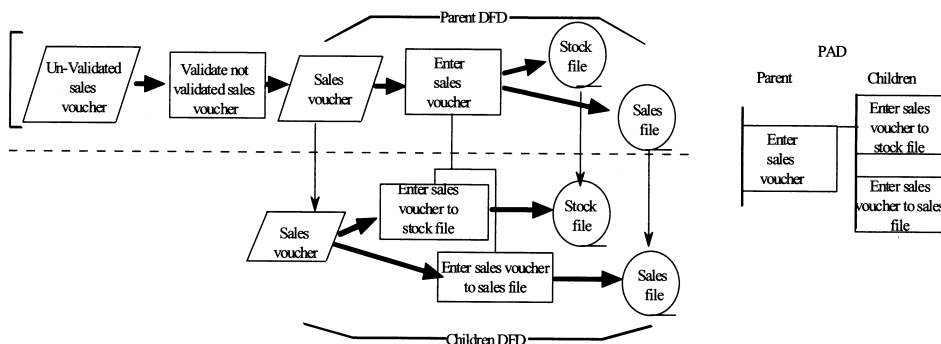 Parent DFD
Un-Validated
sales
voucher
Validate not
validated sales
voucher
Sales
voucher
Enter
sales
voucher
Stock
file
Sales
file
Sales
voucher
Enter sales
voucher to
stock file
Stock
file
Enter sales voucher
to sales file
Sales
file
Children DFD
PAD
Parent
Children
Enter
sales
voucher
Enter sales
voucher to
stock file
Enter sales
voucher to sales
file